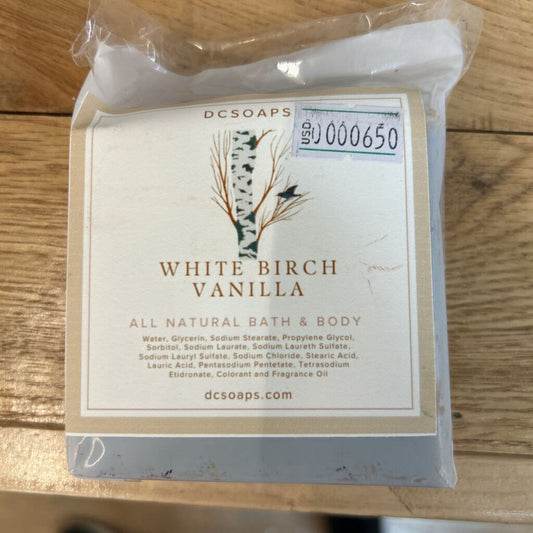 DCSOAPS
USD
0000650
WHITE BIRCH
VANILLA
ALL NATURAL BATH & BODY
Water, Glycerin, Sodium Stearate, Propylene Glycol,
Sorbitol, Sodium Laurate, Sodium Laureth Sulfate,
Sodium Lauryl Sulfate, Sodium Chloride, Stearic Acid,
Lauric Acid, Pentasodium Pentetate, Tetrasodium
Etidronate, Colorant and Fragrance Oil
dcsoaps.com